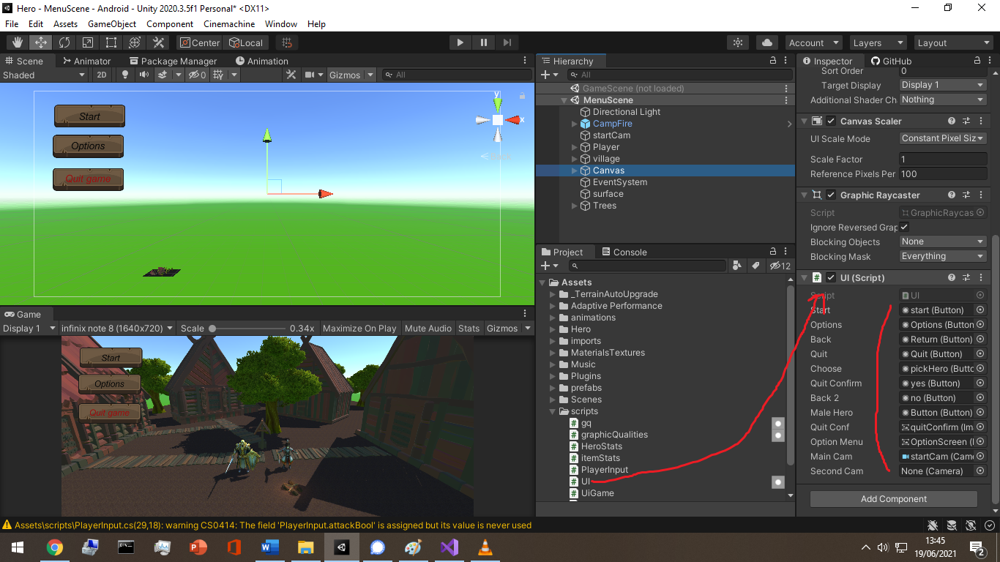 Hero - MenuScene - Android - Unity 2020.3.5f1 Personal* <DX11>
File Edit Assets GameObject Component Cinemachine Window Help
Center Local Account Layers Layout
Scene Animator Package Manager Animation
Shaded 2D 0 Gizmos All
y
x
Start
Options
Quit game
Game
Display 1 infinix note 8 (1640x720) Scale 0.34x Maximize On Play Mute Audio Stats Gizmos
Start
Options
Quit game
Hierarchy
All
GameScene (not loaded)
MenuScene
Directional Light
CampFire
startCam
Player
village
Canvas
EventSystem
surface
Trees
Project Console
12
Assets
_TerrainAutoUpgrade
Adaptive Performance
animations
Hero
imports
MaterialsTextures
Music
Plugins
prefabs
Scenes
scripts
gq
graphicQualities
HeroStats
itemStats
PlayerInput
UI
UiGame
Inspector GitHub
Sort Order 0
Target Display Display 1
Additional Shader Ch Nothing
Canvas Scaler
UI Scale Mode Constant Pixel Siz
Scale Factor 1
Reference Pixels Per 100
Graphic Raycaster
Script GraphicRaycas
Ignore Reversed Grap
Blocking Objects None
Blocking Mask Everything
# UI (Script)
Script UI
Start start (Button)
Options Options (Button
Back Return (Button)
Quit Quit (Button)
Choose pickHero (Butto
Quit Confirm yes (Button)
Back 2 no (Button)
Male Hero Button (Button)
Quit Conf quitConfirm (Im
Option Menu OptionScreen (I
Main Cam startCam (Came
Second Cam None (Camera)
Add Component
Assets\scripts\PlayerInput.cs(29,18): warning CS0414: The field 'PlayerInput.attackBool' is assigned but its value is never used
13:45
19/06/2021
2